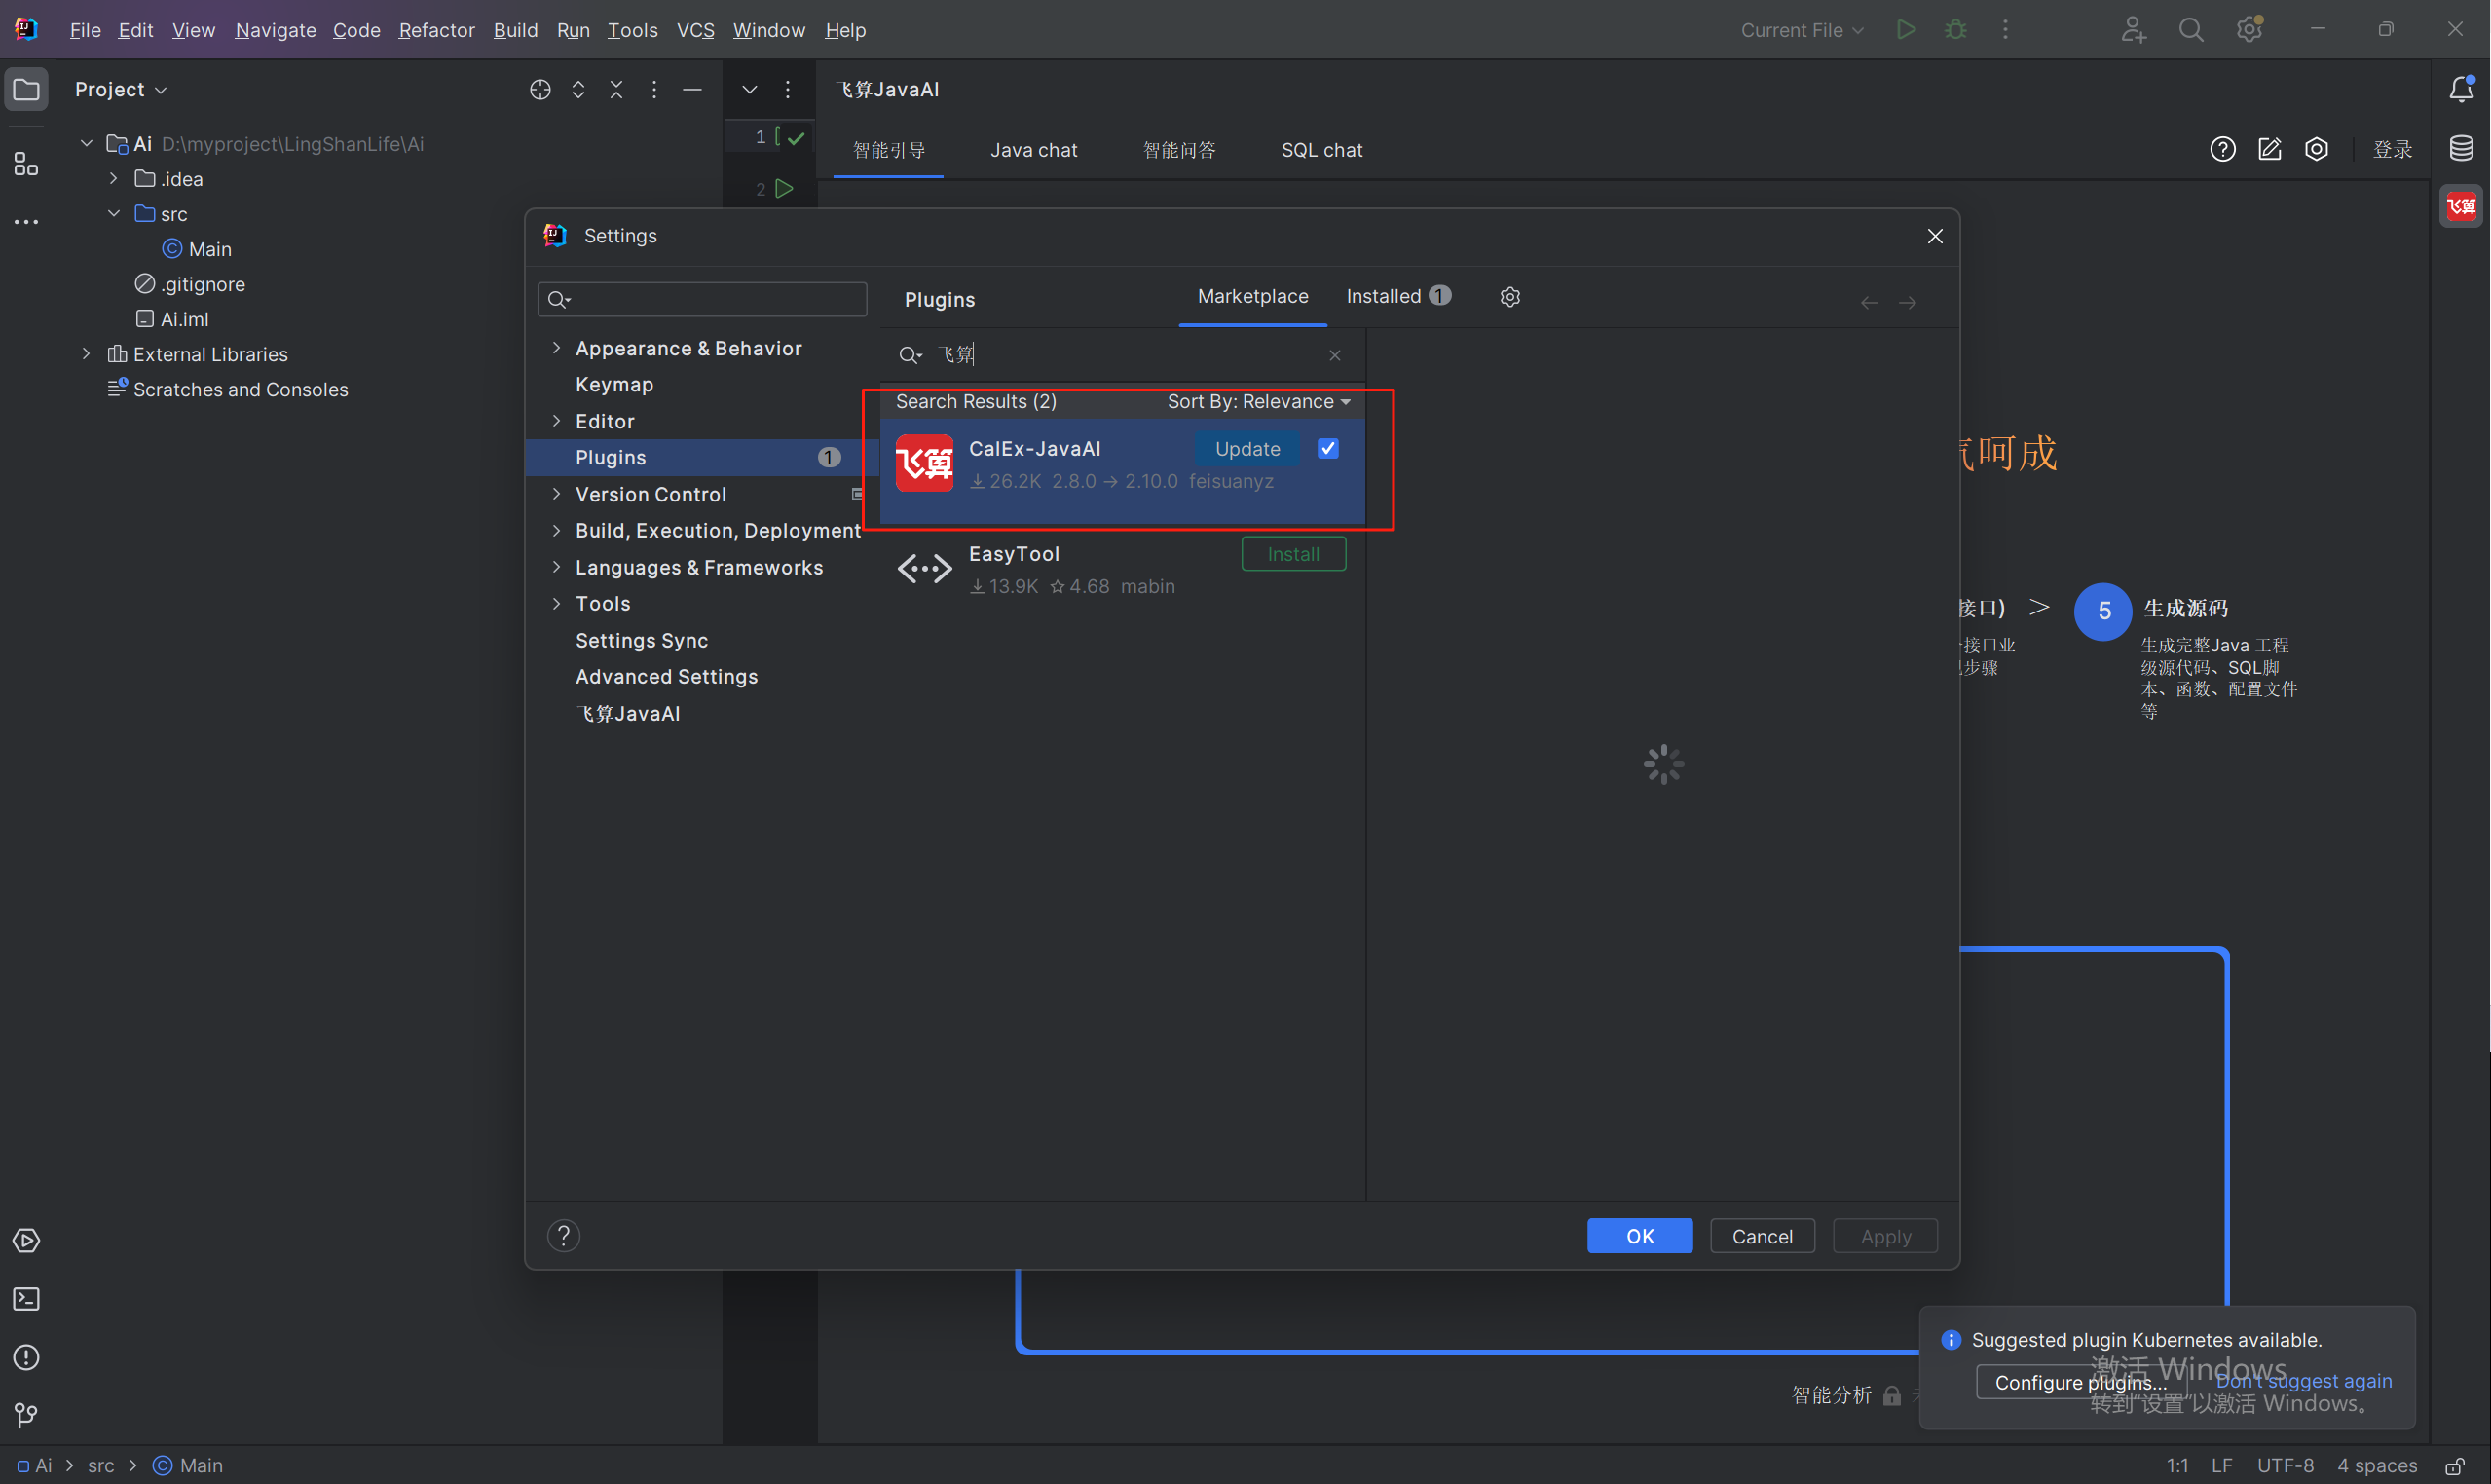 File Edit View Navigate Code Refactor Build Run Tools VCS Window Help
Current File
Project
飞算JavaAI
Ai D:\myproject\LingShanLife\Ai
.idea
src
Main
.gitignore
Ai.iml
External Libraries
Scratches and Consoles
1
2
智能引导 Java chat 智能问答 SQL chat
登录
飞算
Settings
Plugins Marketplace Installed 1
飞算
Appearance & Behavior
Keymap
Editor
Plugins 1
Version Control
Build, Execution, Deployment
Languages & Frameworks
Tools
Settings Sync
Advanced Settings
飞算JavaAI
Search Results (2) Sort By: Relevance
飞算
CalEx-JavaAI Update
26.2K 2.8.0 → 2.10.0 feisuanyz
EasyTool Install
13.9K 4.68 mabin
呵成
接口) >
接口业
步骤
5 生成源码
生成完整Java 工程
级源代码、SQL脚
本、函数、配置文件
等
? OK Cancel Apply
智能分析
Suggested plugin Kubernetes available.
Configure plugins... Don't suggest again
激活 Windows
转到"设置"以激活 Windows。
Ai > src > Main
1:1 LF UTF-8 4 spaces